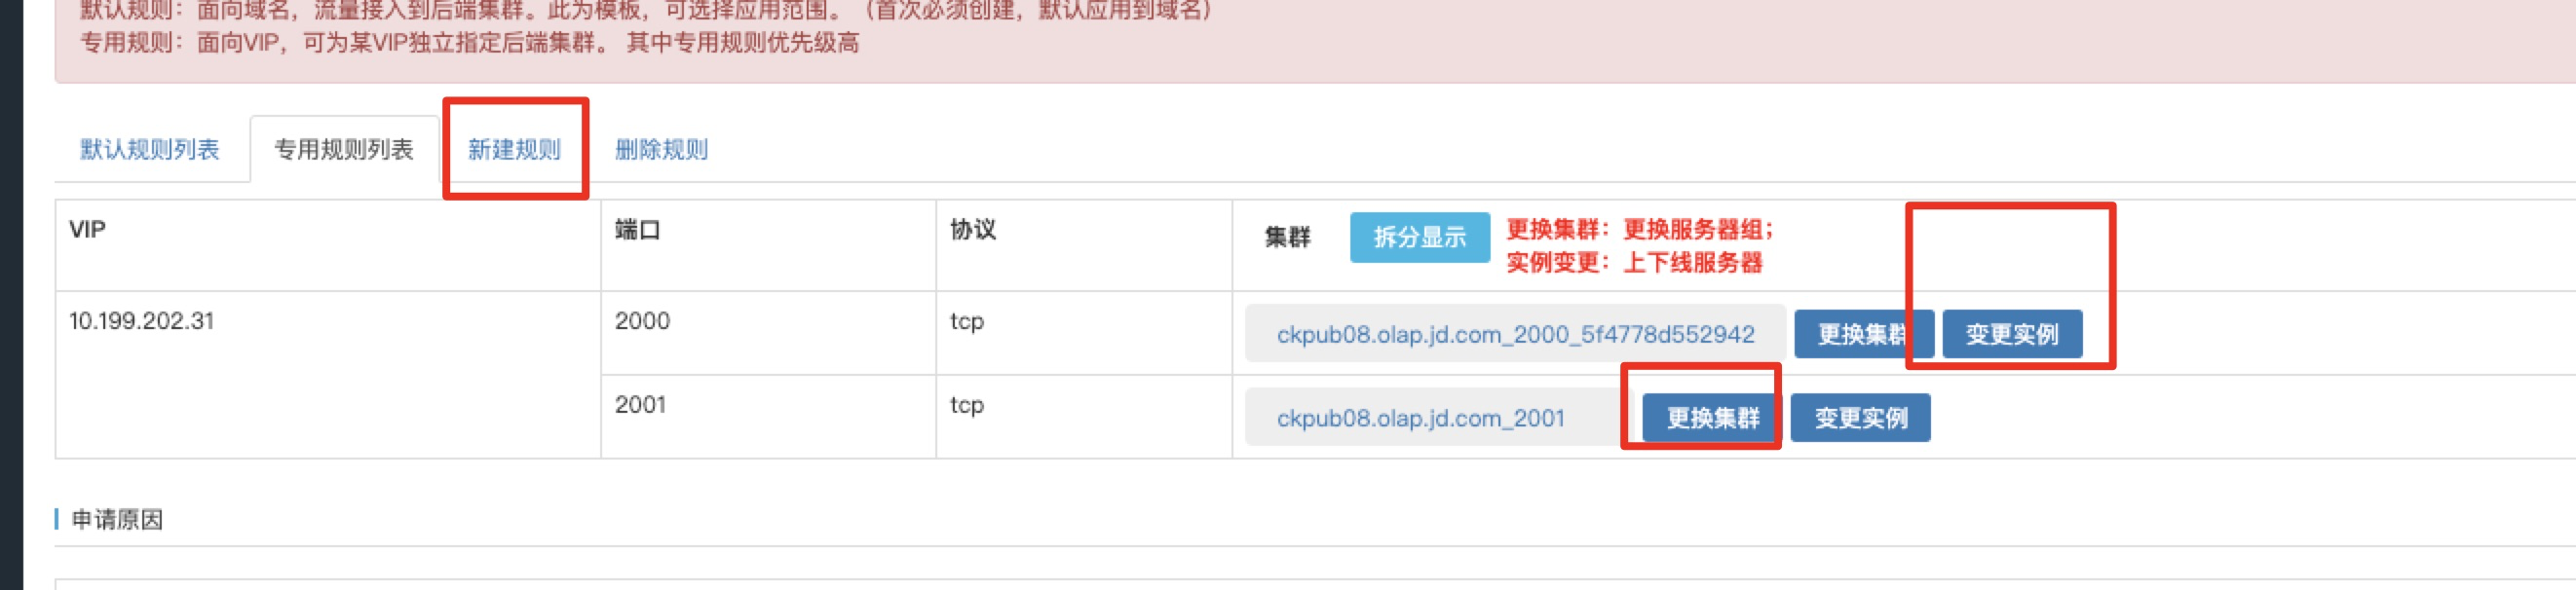 默认规则：面向域名，流量接入到后端集群。此为模板，可选择应用范围。（首次必须创建，默认应用到域名）
专用规则：面向VIP，可为某VIP独立指定后端集群。 其中专用规则优先级高
默认规则列表 专用规则列表 新建规则 删除规则
VIP 端口 协议 集群 拆分显示 更换集群：更换服务器组；
实例变更：上下线服务器
10.199.202.31 2000 tcp ckpub08.olap.jd.com_2000_5f4778d552942 更换集群 变更实例
2001 tcp ckpub08.olap.jd.com_2001 更换集群 变更实例
申请原因